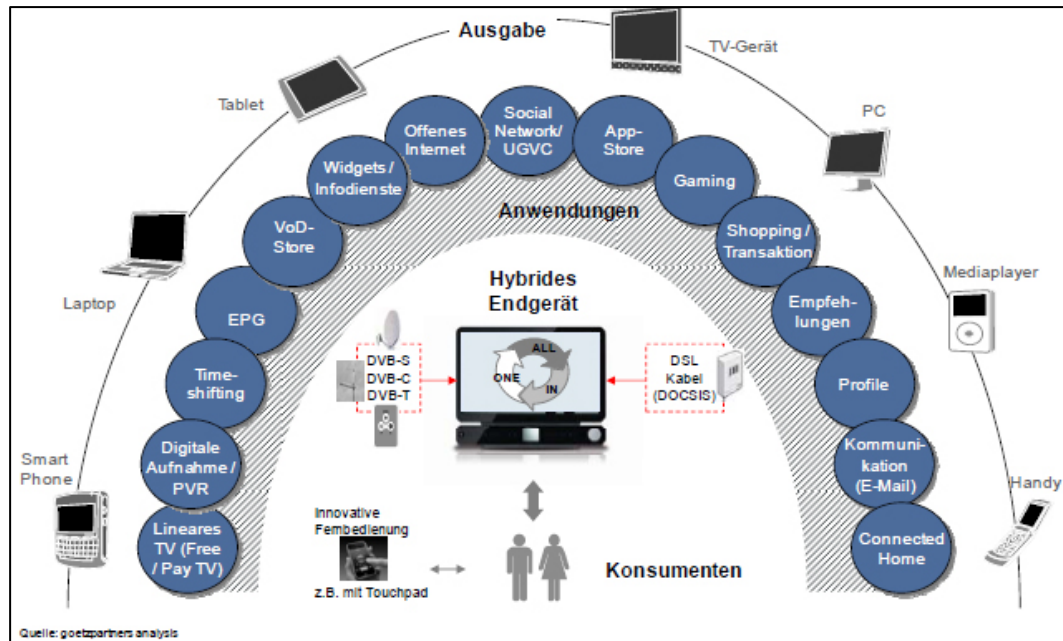 Ausgabe
TV-Gerät
Tablet
PC
Laptop
Mediaplayer
Smart
Phone
Handy
Lineares
TV (Free
/ Pay TV)
Digitale
Aufnahme /
PVR
Time-
shifting
EPG
VoD-
Store
Widgets /
Infodienste
Offenes
Internet
Social
Network/
UGVC
App-
Store
Gaming
Shopping /
Transaktion
Empfeh-
lungen
Profile
Kommuni-
kation
(E-Mail)
Connected
Home
Anwendungen
Hybrides
Endgerät
DVB-S
DVB-C
DVB-T
ALL
ONE
IN
DSL
Kabel
(DOCSIS)
Innovative
Fernbedienung
z.B. mit Touchpad
Konsumenten
Quelle: goetzpartners analysis